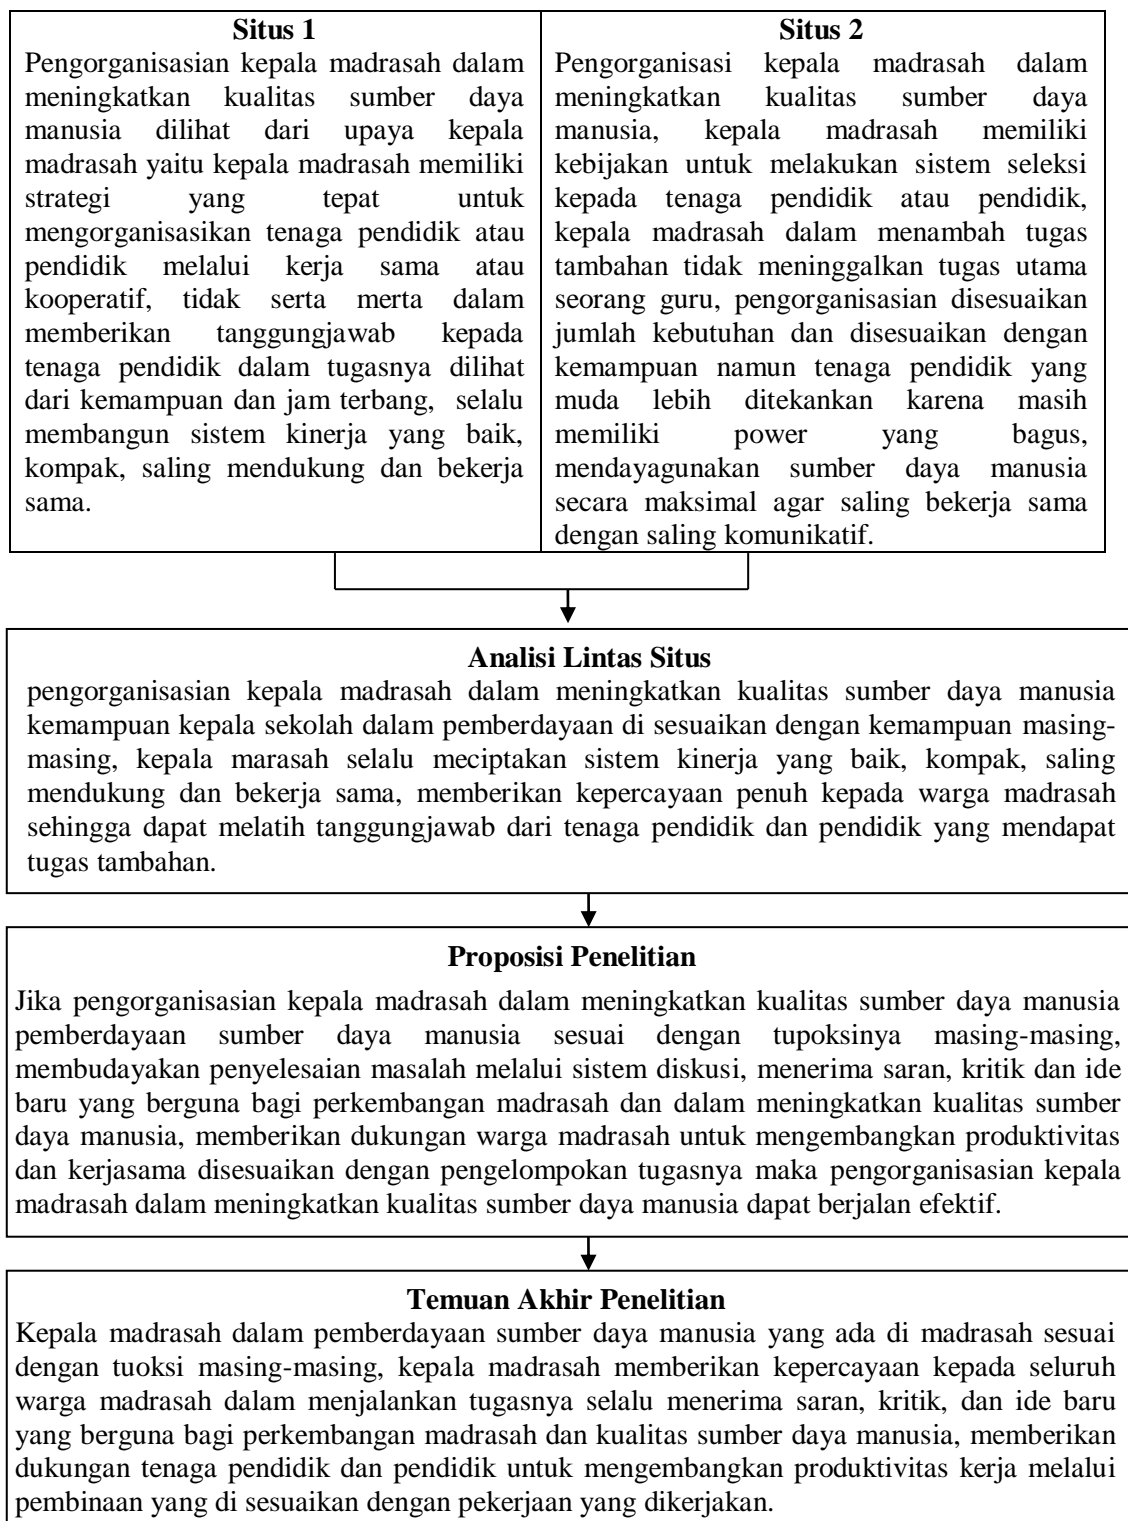 Situs 1
Pengorganisasian kepala madrasah dalam
meningkatkan kualitas sumber daya
manusia dilihat dari upaya kepala
madrasah yaitu kepala madrasah memiliki
strategi yang tepat untuk
mengorganisasikan tenaga pendidik atau
pendidik melalui kerja sama atau
kooperatif, tidak serta merta dalam
memberikan tanggungjawab kepada
tenaga pendidik dalam tugasnya dilihat
dari kemampuan dan jam terbang, selalu
membangun sistem kinerja yang baik,
kompak, saling mendukung dan bekerja
sama.
Situs 2
Pengorganisasi kepala madrasah dalam
meningkatkan kualitas sumber daya
manusia, kepala madrasah memiliki
kebijakan untuk melakukan sistem seleksi
kepada tenaga pendidik atau pendidik,
kepala madrasah dalam menambah tugas
tambahan tidak meninggalkan tugas utama
seorang guru, pengorganisasian disesuaikan
jumlah kebutuhan dan disesuaikan dengan
kemampuan namun tenaga pendidik yang
muda lebih ditekankan karena masih
memiliki power yang bagus,
mendayagunakan sumber daya manusia
secara maksimal agar saling bekerja sama
dengan saling komunikatif.
Analisi Lintas Situs
pengorganisasian kepala madrasah dalam meningkatkan kualitas sumber daya manusia
kemampuan kepala sekolah dalam pemberdayaan di sesuaikan dengan kemampuan masing-
masing, kepala marasah selalu meciptakan sistem kinerja yang baik, kompak, saling
mendukung dan bekerja sama, memberikan kepercayaan penuh kepada warga madrasah
sehingga dapat melatih tanggungjawab dari tenaga pendidik dan pendidik yang mendapat
tugas tambahan.
Proposisi Penelitian
Jika pengorganisasian kepala madrasah dalam meningkatkan kualitas sumber daya manusia
pemberdayaan sumber daya manusia sesuai dengan tupoksinya masing-masing,
membudayakan penyelesaian masalah melalui sistem diskusi, menerima saran, kritik dan ide
baru yang berguna bagi perkembangan madrasah dan dalam meningkatkan kualitas sumber
daya manusia, memberikan dukungan warga madrasah untuk mengembangkan produktivitas
dan kerjasama disesuaikan dengan pengelompokan tugasnya maka pengorganisasian kepala
madrasah dalam meningkatkan kualitas sumber daya manusia dapat berjalan efektif.
Temuan Akhir Penelitian
Kepala madrasah dalam pemberdayaan sumber daya manusia yang ada di madrasah sesuai
dengan tuoksi masing-masing, kepala madrasah memberikan kepercayaan kepada seluruh
warga madrasah dalam menjalankan tugasnya selalu menerima saran, kritik, dan ide baru
yang berguna bagi perkembangan madrasah dan kualitas sumber daya manusia, memberikan
dukungan tenaga pendidik dan pendidik untuk mengembangkan produktivitas kerja melalui
pembinaan yang di sesuaikan dengan pekerjaan yang dikerjakan.